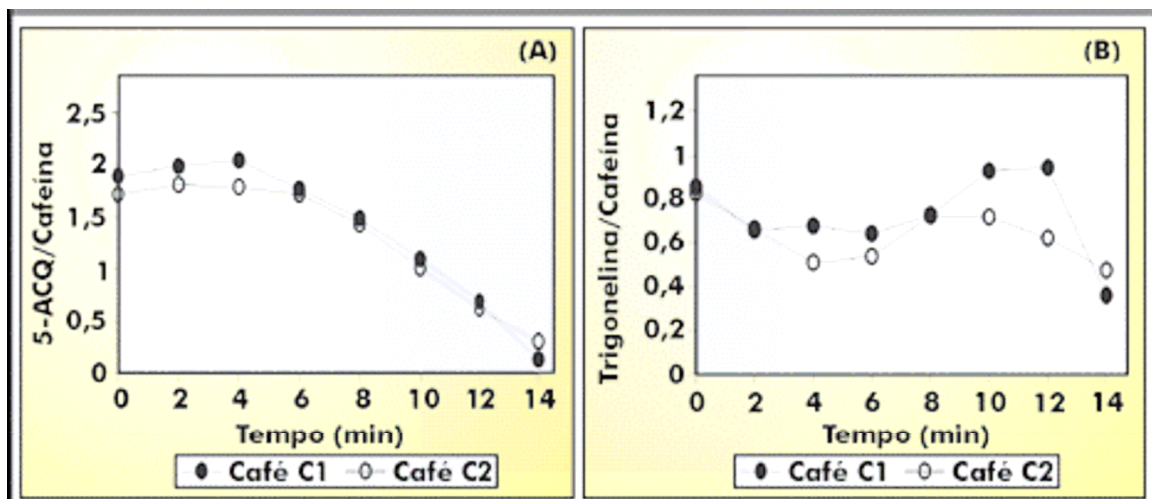 (A)
5-ACQ/Cafeína
2,5
2
1,5
1
0,5
0
0 2 4 6 8 10 12 14
Tempo (min)
Café C1 Café C2
(B)
Trigonelina/Cafeína
1,2
1
0,8
0,6
0,4
0,2
0
0 2 4 6 8 10 12 14
Tempo (min)
Café C1 Café C2